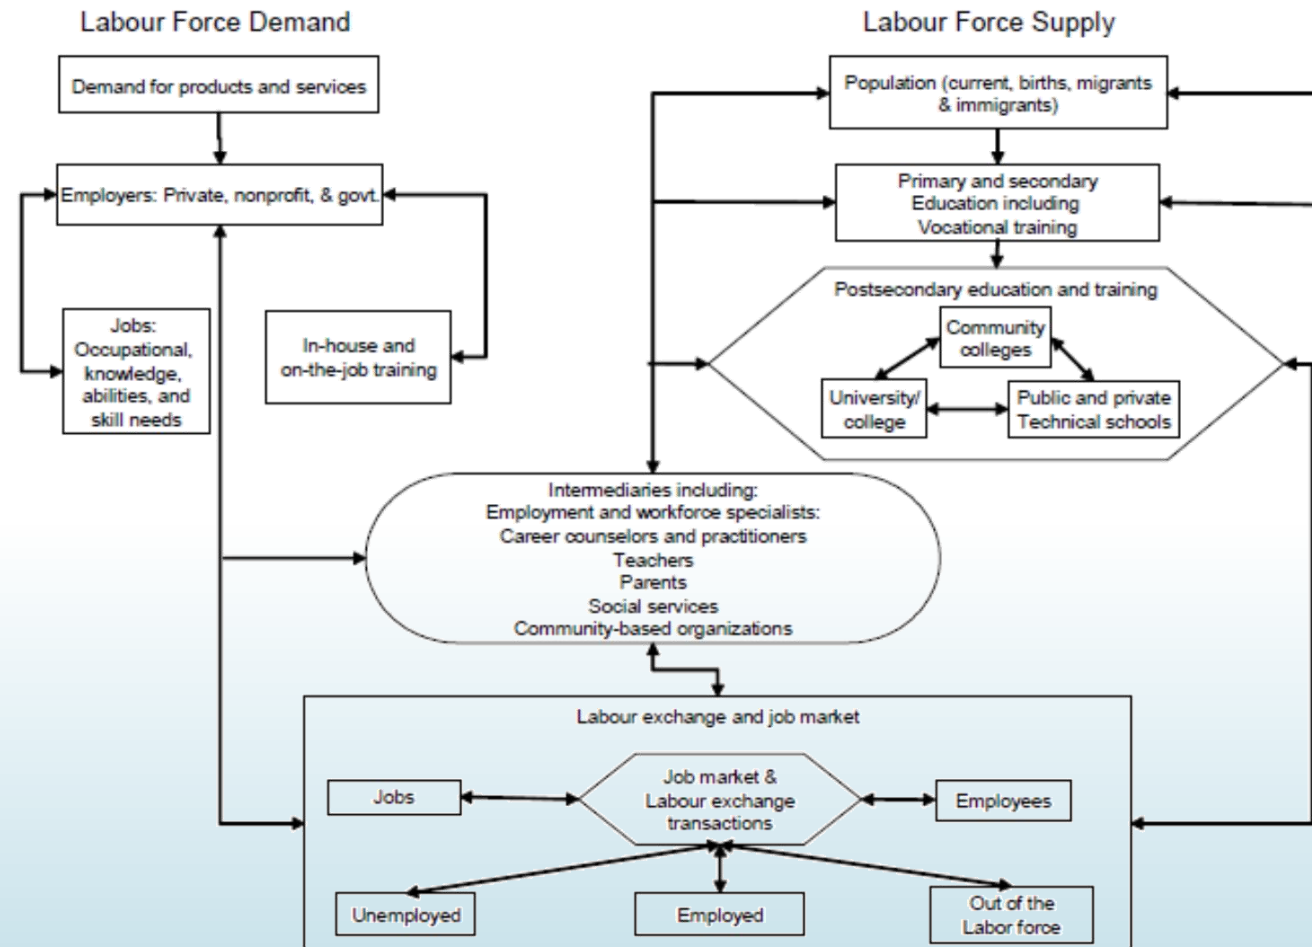 Labour Force Demand
Labour Force Supply
Demand for products and services
Employers: Private, nonprofit, & govt.
Jobs:
Occupational,
knowledge,
abilities, and
skill needs
In-house and
on-the-job training
Population (current, births, migrants
& immigrants)
Primary and secondary
Education including
Vocational training
Postsecondary education and training
Community
colleges
University/
college
Public and private
Technical schools
Intermediaries including:
Employment and workforce specialists:
Career counselors and practitioners
Teachers
Parents
Social services
Community-based organizations
Labour exchange and job market
Jobs
Job market &
Labour exchange
transactions
Employees
Unemployed
Employed
Out of the
Labor force